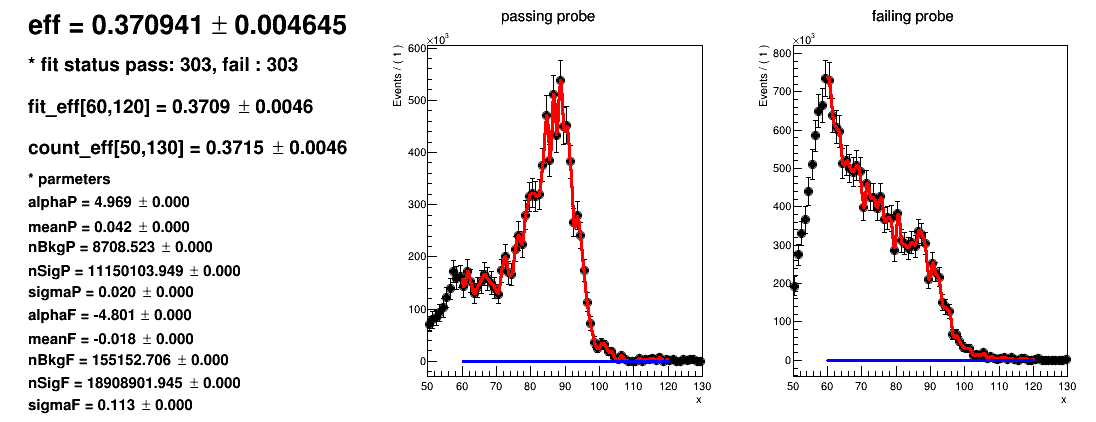 eff = 0.370941 ± 0.004645
* fit status pass: 303, fail : 303
fit_eff[60,120] = 0.3709 ± 0.0046
count_eff[50,130] = 0.3715 ± 0.0046
* parmeters
alphaP = 4.969 ± 0.000
meanP = 0.042 ± 0.000
nBkgP = 8708.523 ± 0.000
nSigP = 11150103.949 ± 0.000
sigmaP = 0.020 ± 0.000
alphaF = -4.801 ± 0.000
meanF = -0.018 ± 0.000
nBkgF = 155152.706 ± 0.000
nSigF = 18908901.945 ± 0.000
sigmaF = 0.113 ± 0.000
passing probe
×10³
Events / ( 1 )
600
500
400
300
200
100
0
50 60 70 80 90 100 110 120 130
x
failing probe
×10³
Events / ( 1 )
800
700
600
500
400
300
200
100
0
50 60 70 80 90 100 110 120 130
x